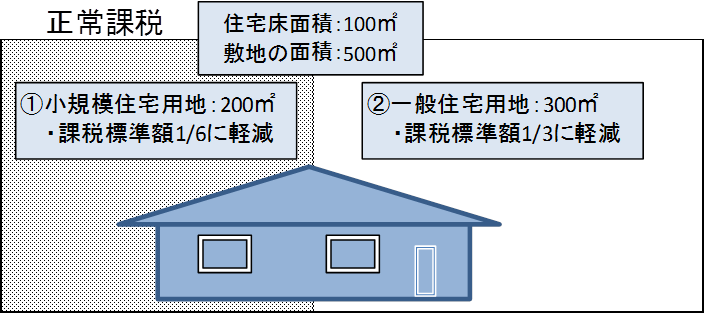 正常課税
住宅床面積：100㎡
敷地の面積：500㎡
①小規模住宅用地：200㎡
・課税標準額1/6に軽減
②一般住宅用地：300㎡
・課税標準額1/3に軽減